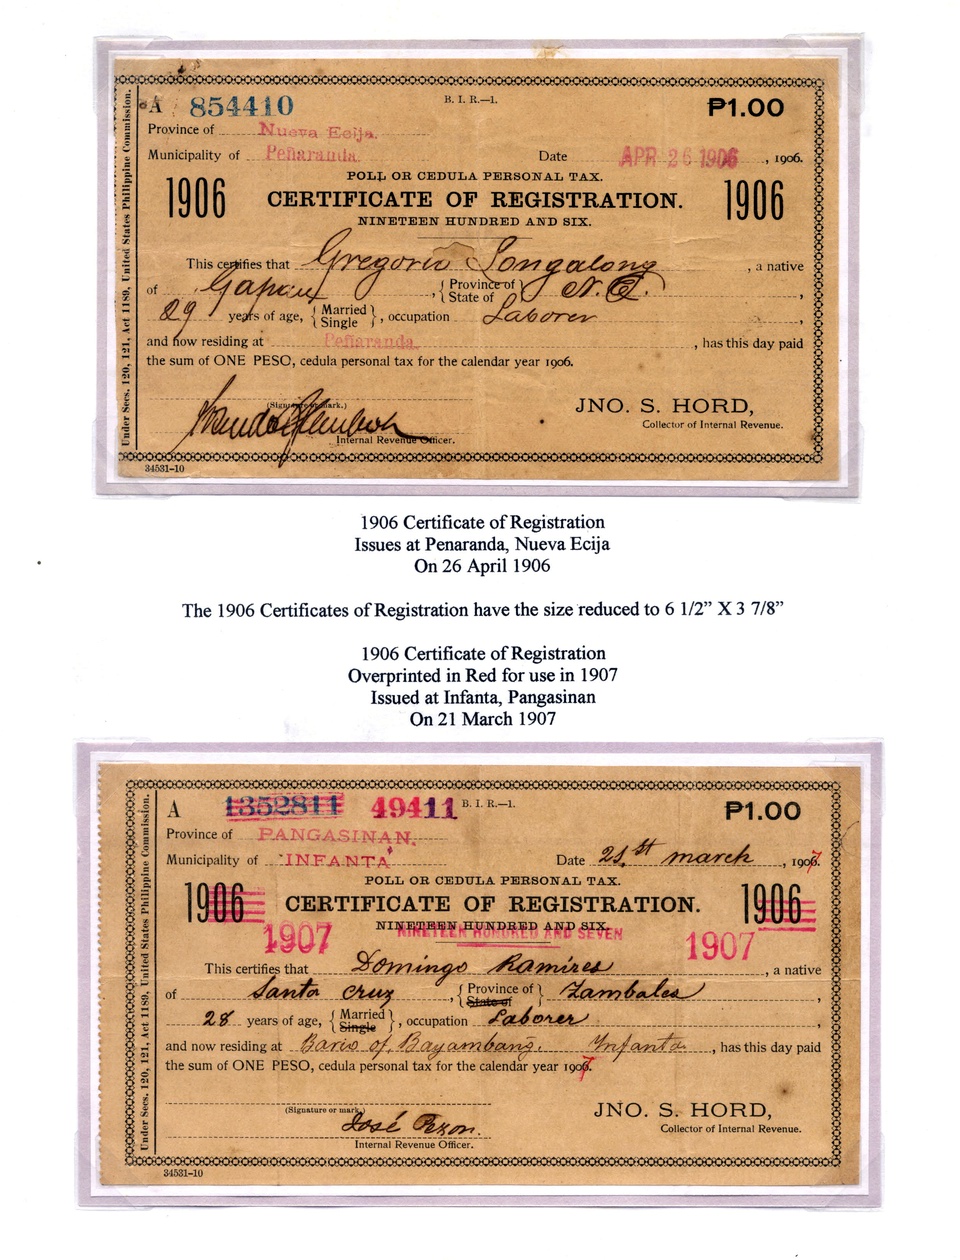 A 854410 B. I. R.—1. ₱1.00
Province of Nueva Ecija.
Municipality of Peñaranda. Date APR 26 1906, 1906.
POLL OR CEDULA PERSONAL TAX.
1906 CERTIFICATE OF REGISTRATION. 1906
NINETEEN HUNDRED AND SIX.
This certifies that Gregorio Songalong, a native
of Gapan, {Province of State of} N.E.,
29 years of age, {Married Single}, occupation Laborer,
and now residing at Peñaranda., has this day paid
the sum of ONE PESO, cedula personal tax for the calendar year 1906.
(Signature or mark.)
JNO. S. HORD,
Collector of Internal Revenue.
Internal Revenue Officer.
34531-10
Under Secs. 120, 121, Act 1189, United States Philippine Commission.
1906 Certificate of Registration
Issues at Penaranda, Nueva Ecija
On 26 April 1906
The 1906 Certificates of Registration have the size reduced to 6 1/2” X 3 7/8”
1906 Certificate of Registration
Overprinted in Red for use in 1907
Issued at Infanta, Pangasinan
On 21 March 1907
A 1352811 49411 B. I. R.—1. ₱1.00
Province of PANGASINAN.
Municipality of "INFANTA" Date 21,st march, 1907.
POLL OR CEDULA PERSONAL TAX.
1906 CERTIFICATE OF REGISTRATION. 1906
NINETEEN HUNDRED AND SIX.
1907 NINETEEN HUNDRED AND SEVEN 1907
This certifies that Domingo Ramires, a native
of Santa Cruz, {Province of State of} Zambales,
28 years of age, {Married Single}, occupation Laborer,
and now residing at Bario of Bayambang. Infanta, has this day paid
the sum of ONE PESO, cedula personal tax for the calendar year 1907.
(Signature or mark.)
JNO. S. HORD,
José Pezon.
Collector of Internal Revenue.
Internal Revenue Officer.
34531-10
Under Secs. 120, 121, Act 1189, United States Philippine Commission.